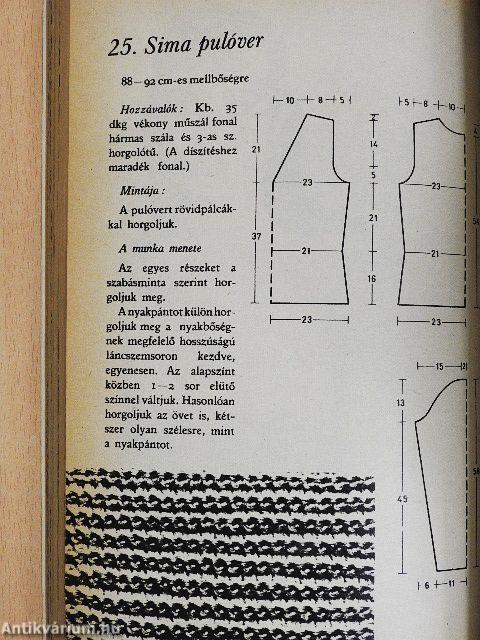 25. Sima pulóver
88—92 cm-es mellbőségre
Hozzávalók: Kb. 35
dkg vékony műszál fonal
hármas szála és 3-as sz.
horgolótű. (A díszítéshez
maradék fonal.)
Mintája:
A pulóvert rövidpálcák-
kal horgoljuk.
A munka menete
Az egyes részeket a
szabásminta szerint hor-
goljuk meg.
A nyakpántot külön hor-
goljuk meg a nyakbőség-
nek megfelelő hosszúságú
láncszemsoron kezdve,
egyenesen. Az alapszínt
közben 1—2 sor elütő
színnel váltjuk. Hasonlóan
horgoljuk az övet is, két-
szer olyan szélesre, mint
a nyakpántot.
10 8 5
21
23
37
21
23
5 8 10
2
14
5
23
21
21
16
23
15 2
13
45
6 11
Antikvárium.hu